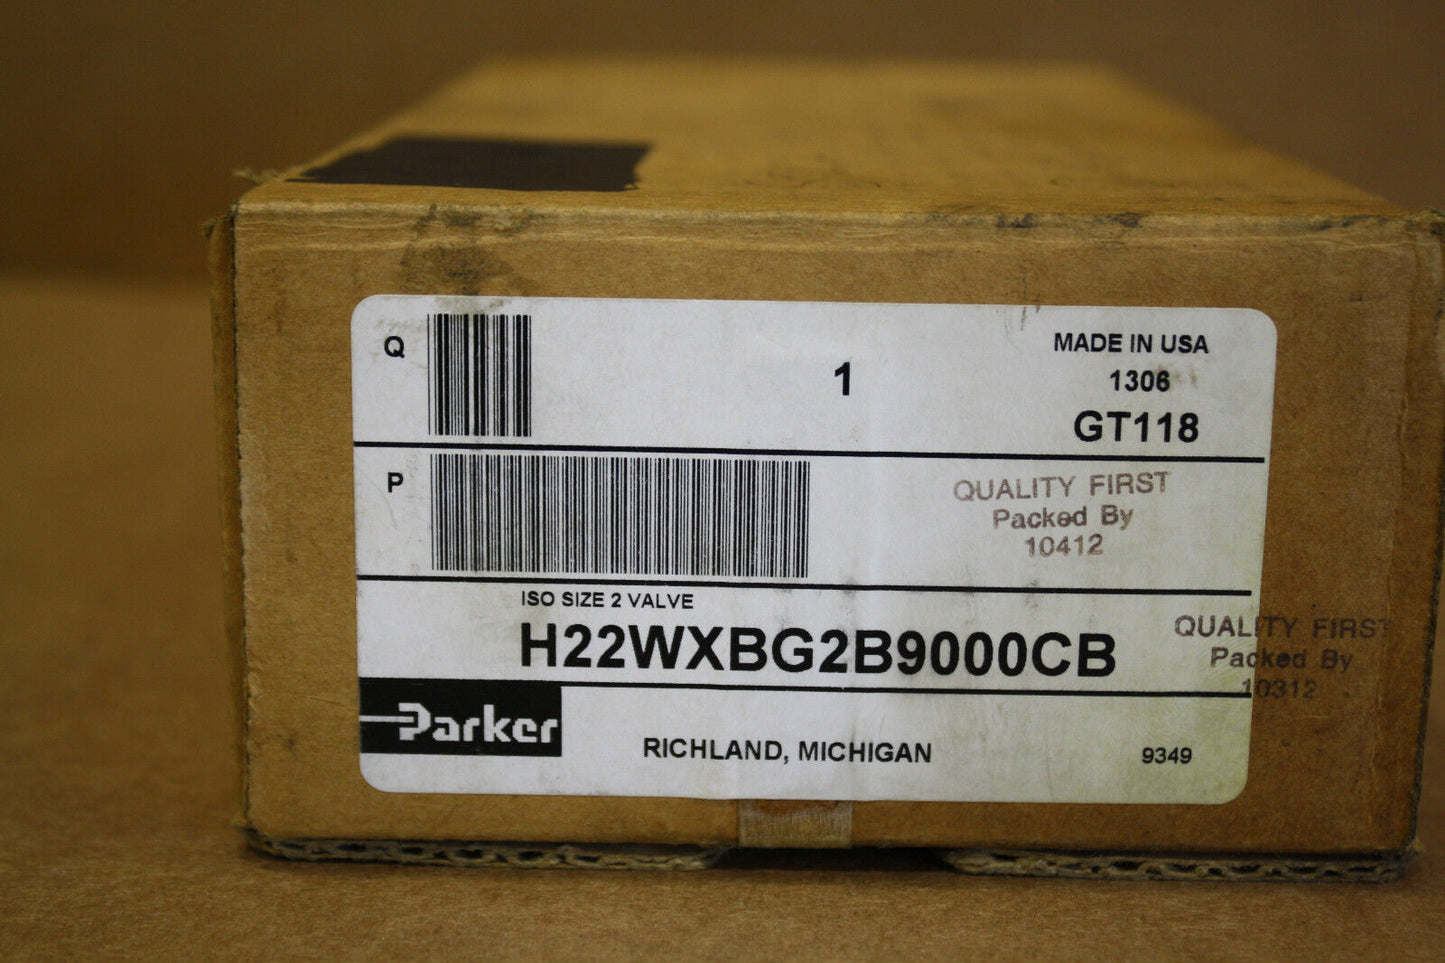 Q
1
MADE IN USA
1306
GT118
P
QUALITY FIRST
Packed By
10412
ISO SIZE 2 VALVE
H22WXBG2B9000CB
QUALITY FIRST
Packed By
10312
Parker
RICHLAND, MICHIGAN
9349